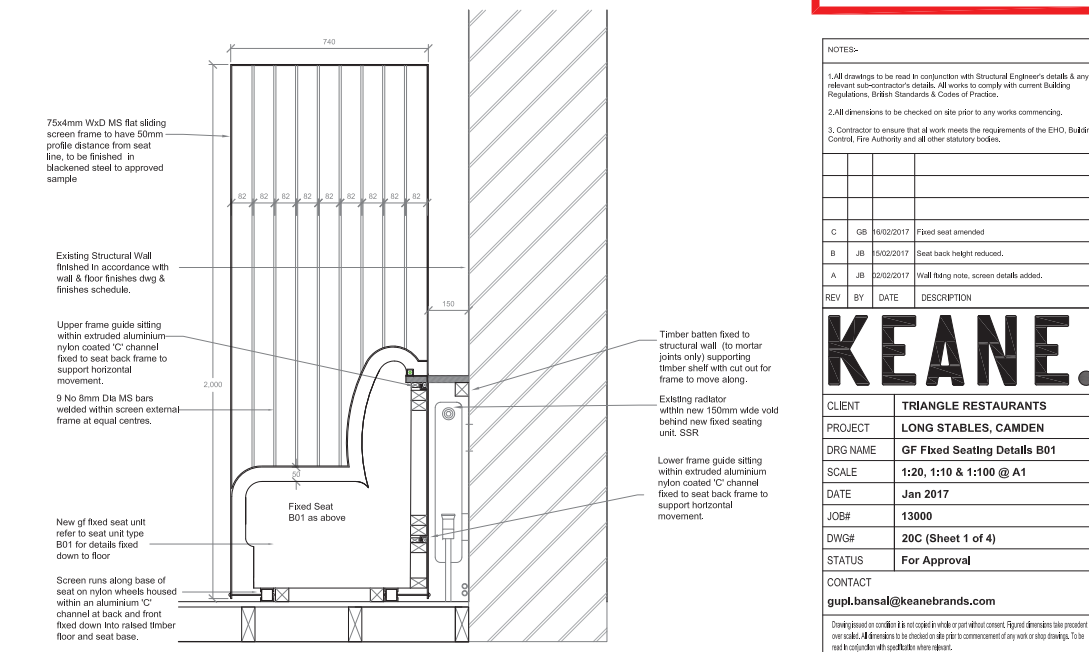 740
75x4mm WxD MS flat sliding
screen frame to have 50mm
profile distance from seat
line, to be finished in
blackened steel to approved
sample
82 82 82 82 82 82 82 82 82
Existing Structural Wall
finished in accordance with
wall & floor finishes dwg &
finishes schedule.
150
Upper frame guide sitting
within extruded aluminium
nylon coated 'C' channel
fixed to seat back frame to
support horizontal
movement.
2,000
9 No 8mm Dia MS bars
welded within screen external
frame at equal centres.
50
Fixed Seat
B01 as above
New gf fixed seat unit
refer to seat unit type
B01 for details fixed
down to floor
Screen runs along base of
seat on nylon wheels housed
within an aluminium 'C'
channel at back and front
fixed down into raised timber
floor and seat base.
Timber batten fixed to
structural wall (to mortar
joints only) supporting
timber shelf with cut out for
frame to move along.
Existing radiator
within new 150mm wide void
behind new fixed seating
unit. SSR
Lower frame guide sitting
within extruded aluminium
nylon coated 'C' channel
fixed to seat back frame to
support horizontal
movement.
NOTES:-
1.All drawings to be read in conjunction with Structural Engineer's details & any
relevant sub-contractor's details. All works to comply with current Building
Regulations, British Standards & Codes of Practice.
2.All dimensions to be checked on site prior to any works commencing.
3. Contractor to ensure that al work meets the requirements of the EHO, Buildin
Control, Fire Authority and all other statutory bodies.
C GB 16/02/2017 Fixed seat amended
B JB 15/02/2017 Seat back height reduced.
A JB 02/02/2017 Wall fixing note, screen details added.
REV BY DATE DESCRIPTION
KEANE.
CLIENT TRIANGLE RESTAURANTS
PROJECT LONG STABLES, CAMDEN
DRG NAME GF Fixed Seating Details B01
SCALE 1:20, 1:10 & 1:100 @ A1
DATE Jan 2017
JOB# 13000
DWG# 20C (Sheet 1 of 4)
STATUS For Approval
CONTACT
gupi.bansal@keanebrands.com
Drawing issued on condition it is not copied in whole or part without consent. Figured dimensions take precedent
over scaled. All dimensions to be checked on site prior to commencement of any work or shop drawings. To be
read in conjunction with specification where relevant.